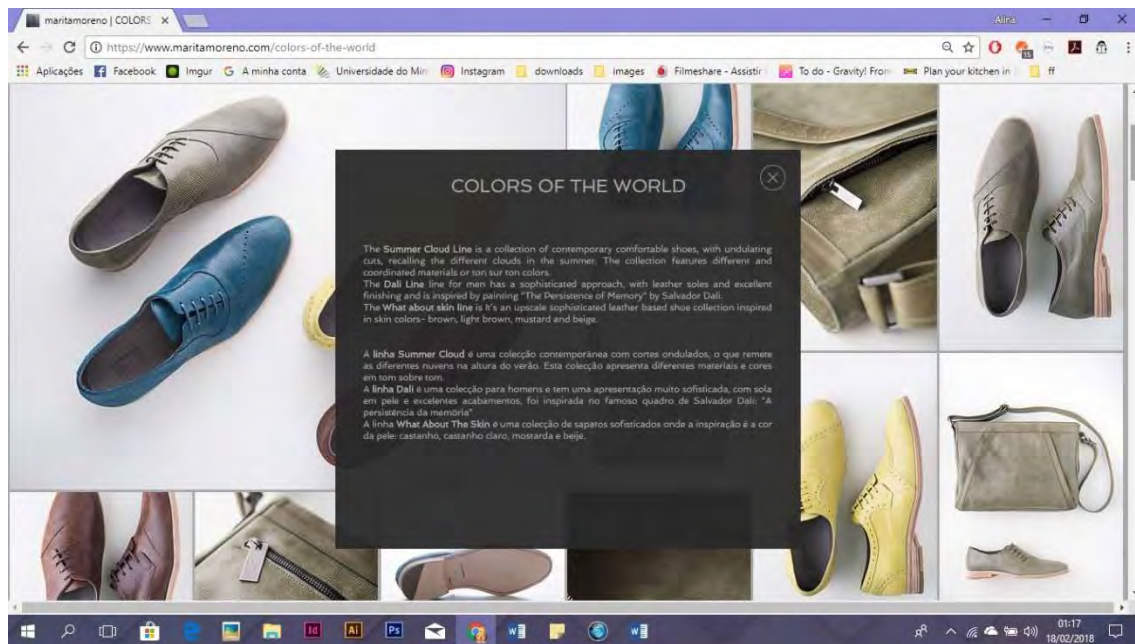 maritamoreno | COLORS
Alina
https://www.maritamoreno.com/colors-of-the-world
15
Aplicações Facebook Imgur A minha conta Universidade do Min Instagram downloads images Filmeshare - Assistir To do - Gravity! From Plan your kitchen in ff
COLORS OF THE WORLD
The Summer Cloud Line is a collection of contemporary comfortable shoes, with undulating
cuts, recalling the different clouds in the summer. The collection features different and
coordinated materials or ton sur ton colors.
The Dali Line line for men has a sophisticated approach, with leather soles and excellent
finishing and is inspired by painting "The Persistence of Memory" by Salvador Dali.
The What about skin line is It's an upscale sophisticated leather based shoe collection inspired
in skin colors- brown, light brown, mustard and beige.
A linha Summer Cloud é uma colecção contemporânea com cortes ondulados, o que remete
as diferentes nuvens na altura do verão. Esta colecção apresenta diferentes materiais e cores
em tom sobre tom.
A linha Dali é uma colecção para homens e tem uma apresentação muito sofisticada, com sola
em pele e excelentes acabamentos, foi inspirada no famoso quadro de Salvador Dali: "A
persistência da memória"
A linha What About The Skin é uma colecção de sapatos sofisticados onde a inspiração é a cor
da pele: castanho, castanho claro, mostarda e beije.
Id Ai Ps
01:17
18/02/2018